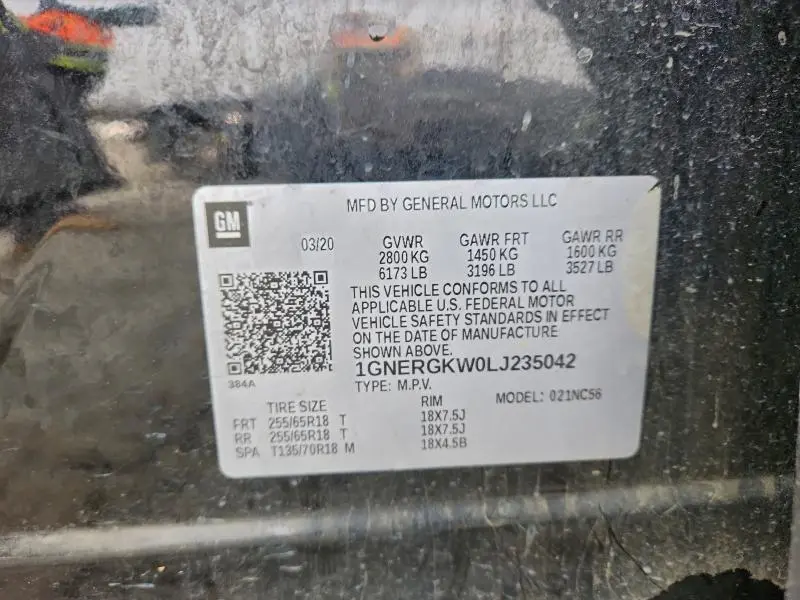 GM
MFD BY GENERAL MOTORS LLC
03/20 GVWR GAWR FRT GAWR RR
2800 KG 1450 KG 1600 KG
6173 LB 3196 LB 3527 LB
THIS VEHICLE CONFORMS TO ALL
APPLICABLE U.S. FEDERAL MOTOR
VEHICLE SAFETY STANDARDS IN EFFECT
ON THE DATE OF MANUFACTURE
SHOWN ABOVE.
1GNERGKW0LJ235042
384A
TYPE: M.P.V. MODEL: 021NC56
TIRE SIZE RIM
FRT 255/65R18 T 18X7.5J
RR 255/65R18 T 18X7.5J
SPA T135/70R18 M 18X4.5B